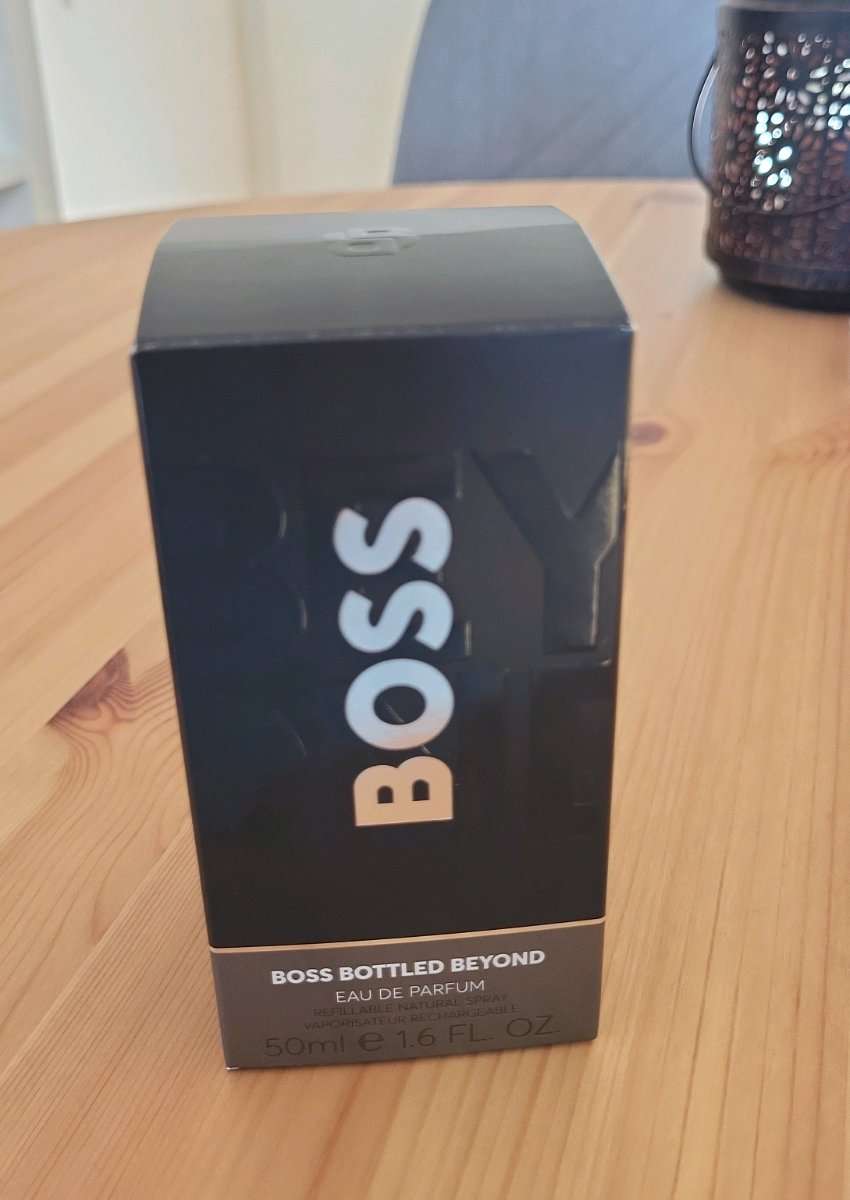 BOSS
BOSS BOTTLED BEYOND
EAU DE PARFUM
REFILLABLE NATURAL SPRAY
VAPORISATEUR RECHARGEABLE
50ml e 1.6 FL. OZ.